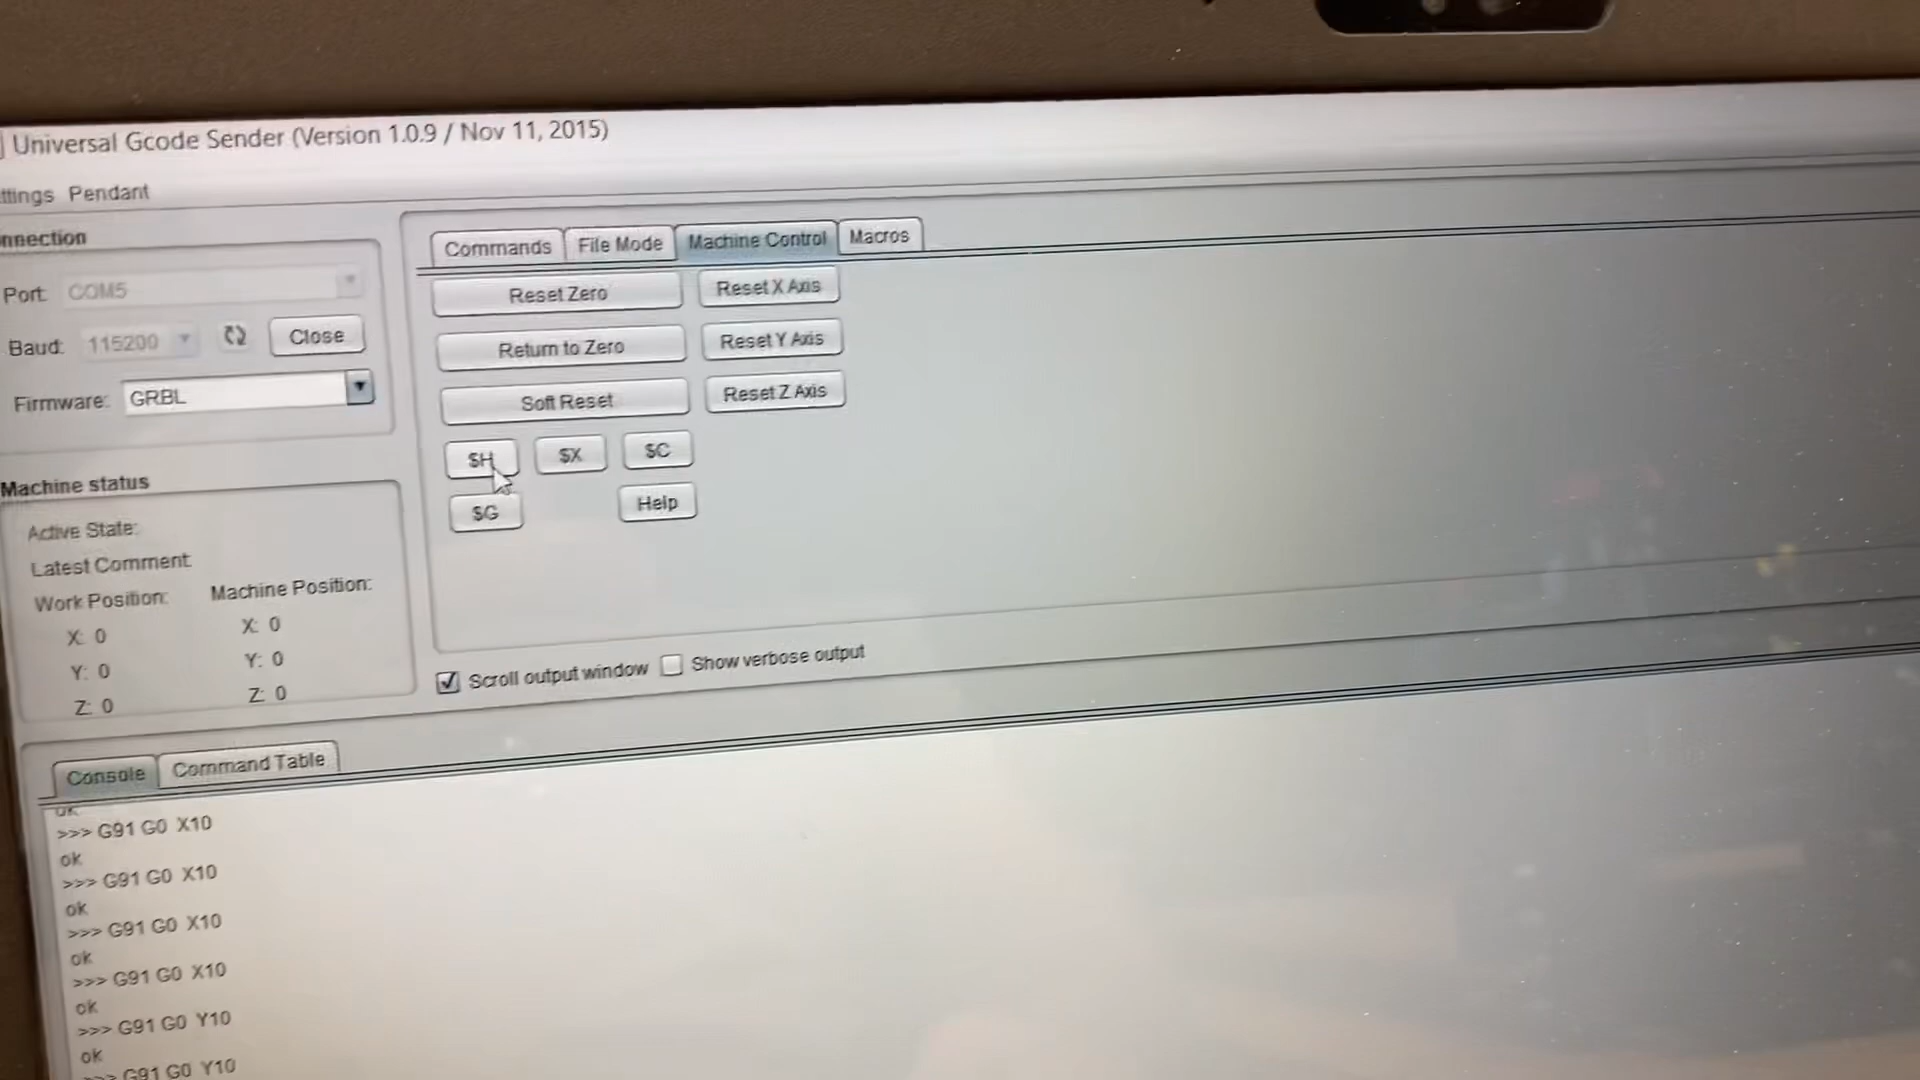 Universal Gcode Sender (Version 1.0.9 / Nov 11, 2015)
ttings Pendant
nnection
Port: COM5
Baud: 115200 Close
Firmware: GRBL
Commands File Mode Machine Control Macros
Reset Zero Reset X Axis
Return to Zero Reset Y Axis
Soft Reset Reset Z Axis
$H $X $C
$G Help
Machine status
Active State:
Latest Comment:
Work Position: Machine Position:
X: 0 X: 0
Y: 0 Y: 0
Z: 0 Z: 0
Scroll output window Show verbose output
Console Command Table
ok
>>> G91 G0 X10
ok
>>> G91 G0 X10
ok
>>> G91 G0 X10
ok
>>> G91 G0 X10
ok
>>> G91 G0 Y10
ok
>>> G91 G0 Y10